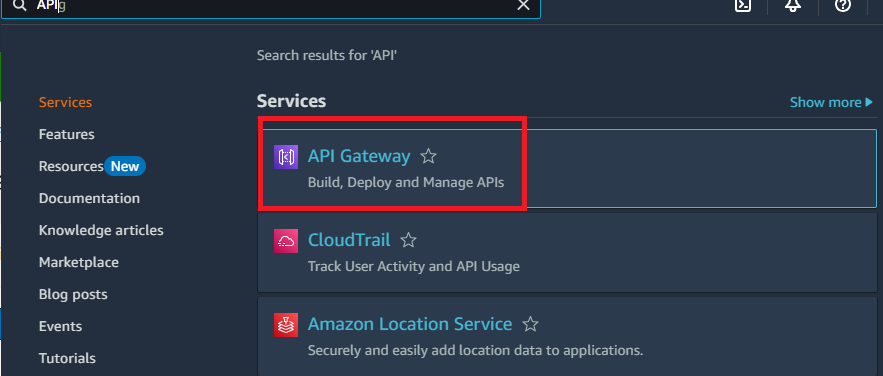 APIg
Search results for 'API'
Services
Features
Resources New
Documentation
Knowledge articles
Marketplace
Blog posts
Events
Tutorials
Services
Show more
API Gateway
Build, Deploy and Manage APIs
CloudTrail
Track User Activity and API Usage
Amazon Location Service
Securely and easily add location data to applications.